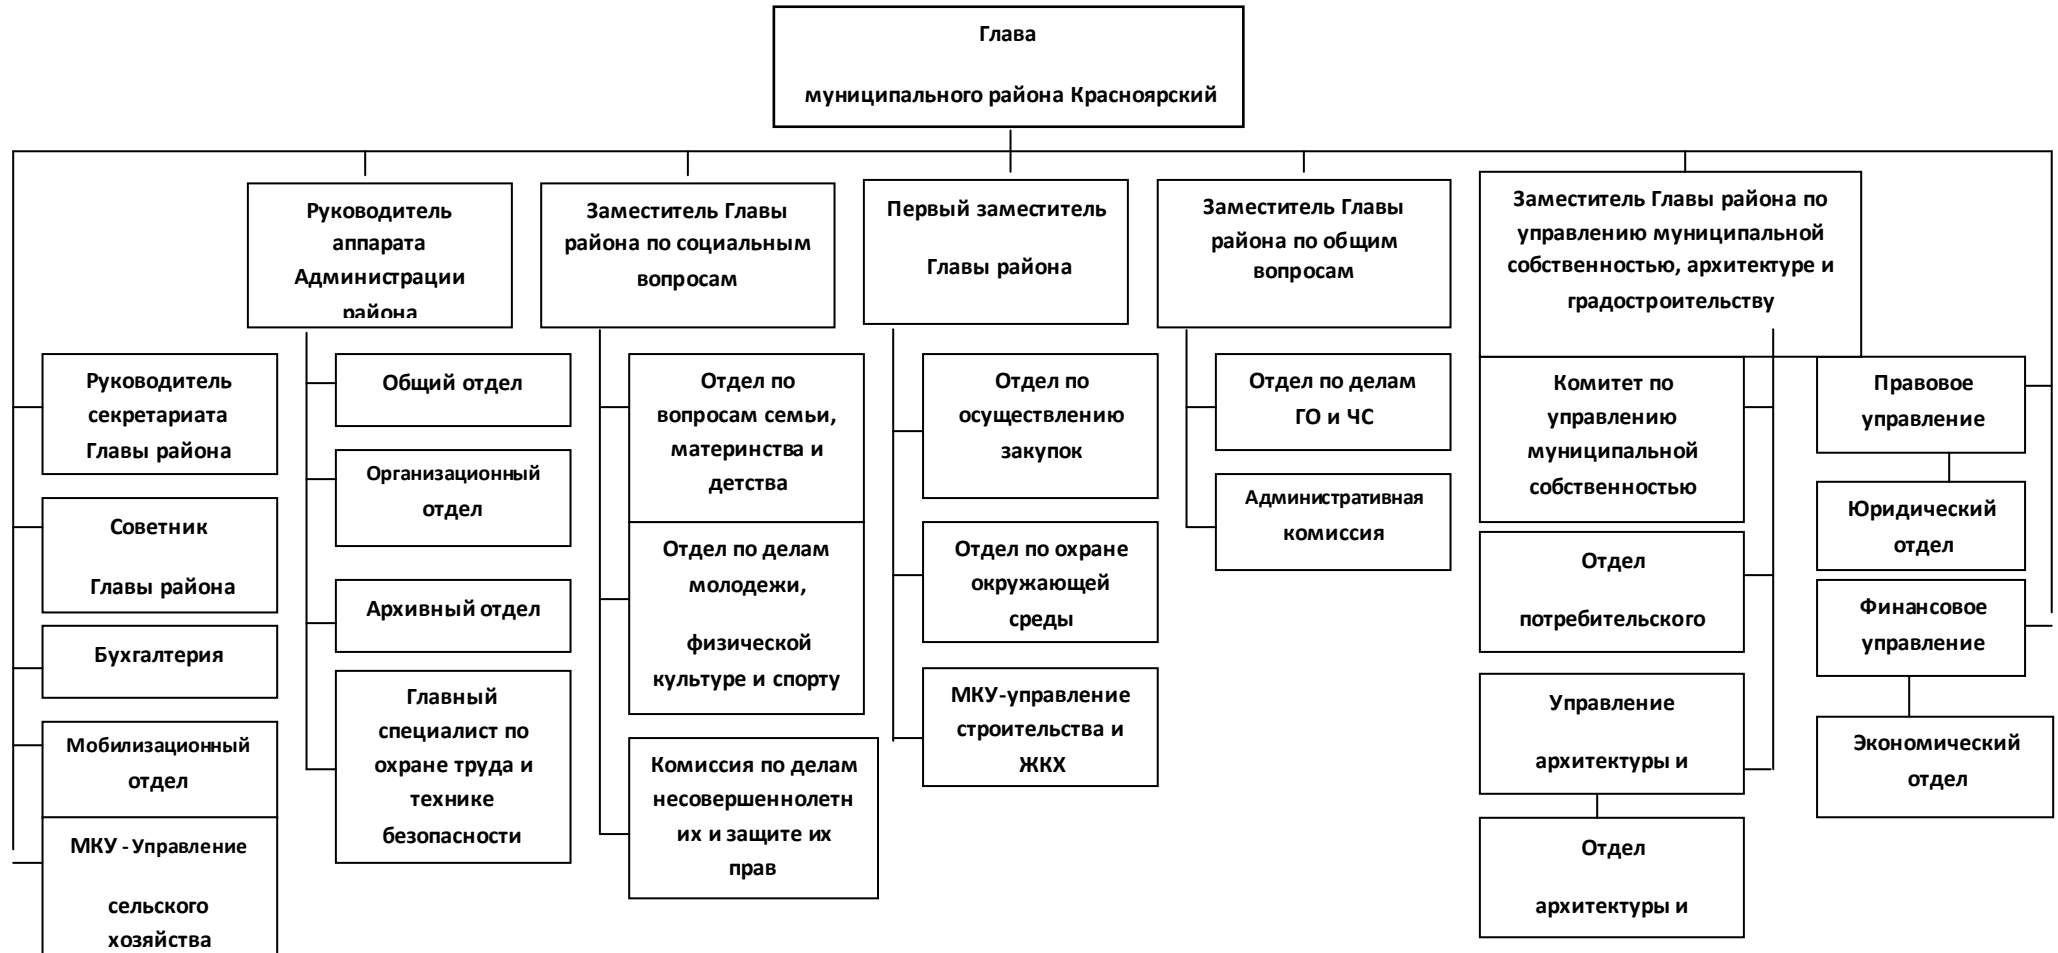 Глава
муниципального района Красноярский
Руководитель
аппарата
Администрации
района
Заместитель Главы
района по социальным
вопросам
Первый заместитель
Главы района
Заместитель Главы
района по общим
вопросам
Заместитель Главы района по
управлению муниципальной
собственностью, архитектуре и
градостроительству
Руководитель
секретариата
Главы района
Советник
Главы района
Бухгалтерия
Мобилизационный
отдел
МКУ - Управление
сельского
хозяйства
Общий отдел
Организационный
отдел
Архивный отдел
Главный
специалист по
охране труда и
технике
безопасности
Отдел по
вопросам семьи,
материнства и
детства
Отдел по делам
молодежи,
физической
культуре и спорту
Комиссия по делам
несовершеннолетн
их и защите их
прав
Отдел по
осуществлению
закупок
Отдел по охране
окружающей
среды
МКУ-управление
строительства и
ЖКХ
Отдел по делам
ГО и ЧС
Административная
комиссия
Комитет по
управлению
муниципальной
собственностью
Отдел
потребительского
Управление
архитектуры и
Отдел
архитектуры и
Правовое
управление
Юридический
отдел
Финансовое
управление
Экономический
отдел